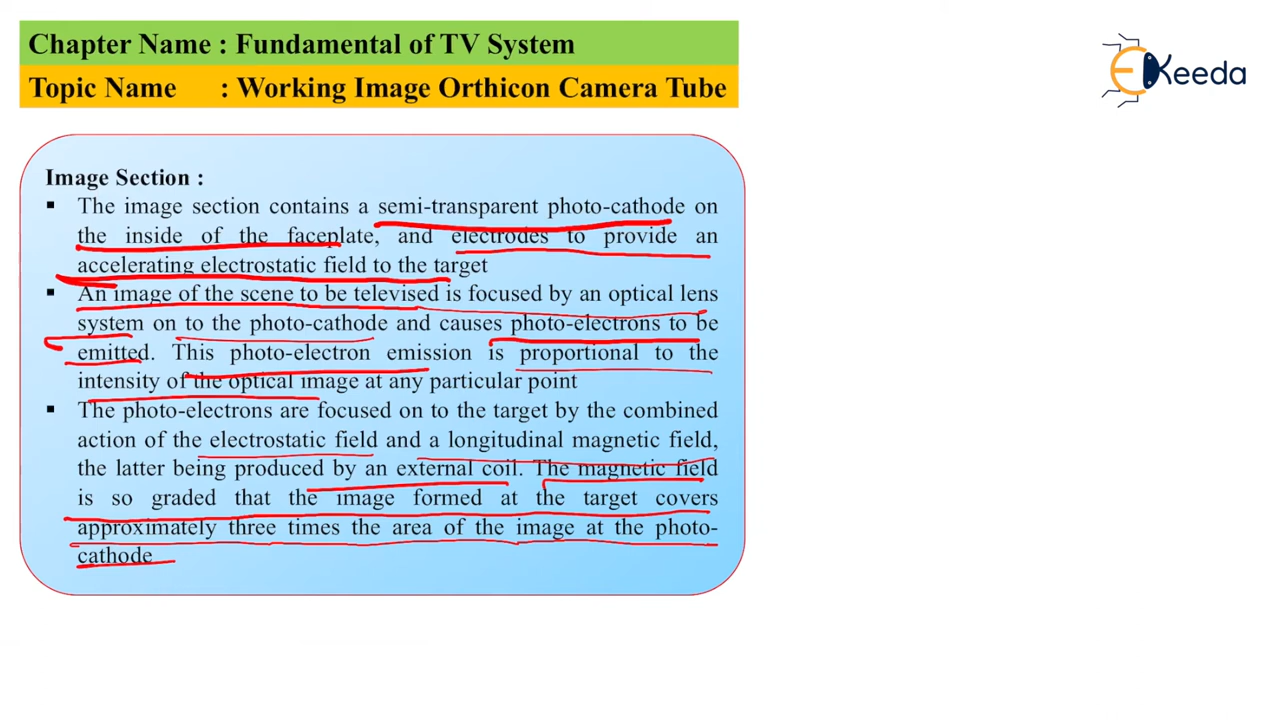 Chapter Name : Fundamental of TV System
Topic Name : Working Image Orthicon Camera Tube
EKeeda
Image Section :
▪ The image section contains a semi-transparent photo-cathode on
the inside of the faceplate, and electrodes to provide an
accelerating electrostatic field to the target
▪ An image of the scene to be televised is focused by an optical lens
system on to the photo-cathode and causes photo-electrons to be
emitted. This photo-electron emission is proportional to the
intensity of the optical image at any particular point
▪ The photo-electrons are focused on to the target by the combined
action of the electrostatic field and a longitudinal magnetic field,
the latter being produced by an external coil. The magnetic field
is so graded that the image formed at the target covers
approximately three times the area of the image at the photo-
cathode